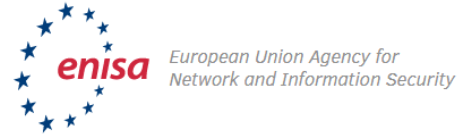 enisa
European Union Agency for
Network and Information Security